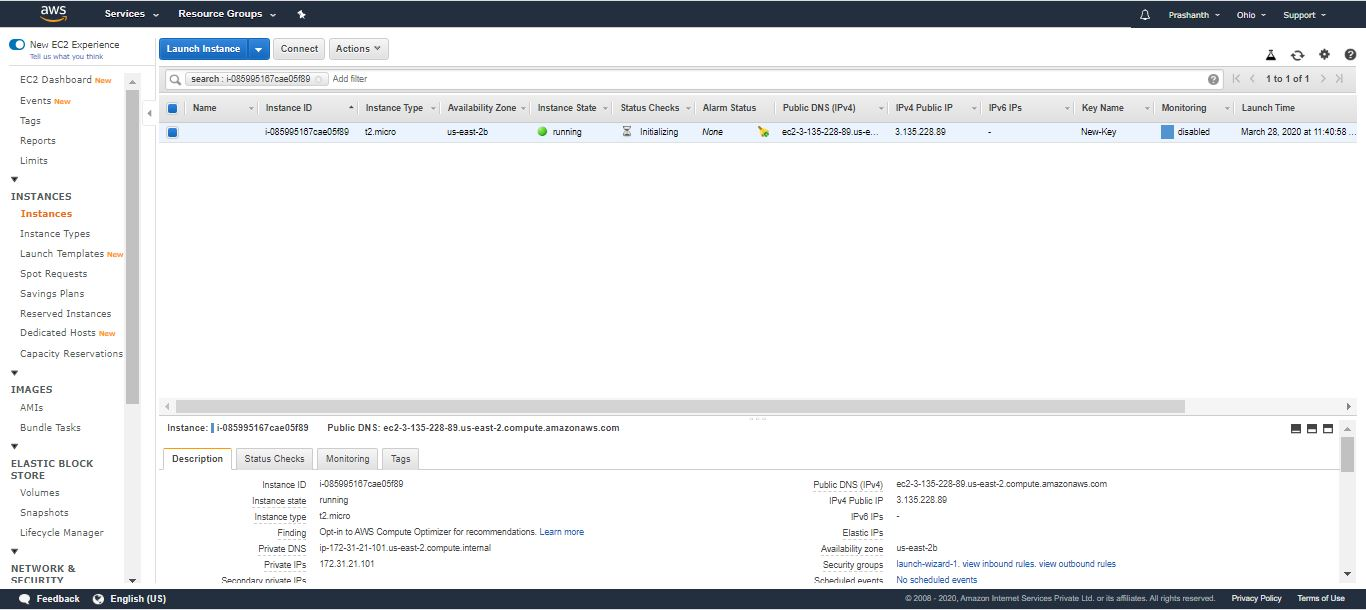 aws Services Resource Groups Prashanth Ohio Support
New EC2 Experience
Tell us what you think
EC2 Dashboard New
Events New
Tags
Reports
Limits
INSTANCES
Instances
Instance Types
Launch Templates New
Spot Requests
Savings Plans
Reserved Instances
Dedicated Hosts New
Capacity Reservations
IMAGES
AMIs
Bundle Tasks
ELASTIC BLOCK
STORE
Volumes
Snapshots
Lifecycle Manager
NETWORK &
SECURITY
Launch Instance Connect Actions
search : i-085995167cae05f89 Add filter 1 to 1 of 1
Name Instance ID Instance Type Availability Zone Instance State Status Checks Alarm Status Public DNS (IPv4) IPv4 Public IP IPv6 IPs Key Name Monitoring Launch Time
i-085995167cae05f89 t2.micro us-east-2b running Initializing None ec2-3-135-228-89.us-e... 3.135.228.89 - New-Key disabled March 28, 2020 at 11:40:58 ...
Instance: i-085995167cae05f89 Public DNS: ec2-3-135-228-89.us-east-2.compute.amazonaws.com
Description Status Checks Monitoring Tags
Instance ID i-085995167cae05f89 Public DNS (IPv4) ec2-3-135-228-89.us-east-2.compute.amazonaws.com
Instance state running IPv4 Public IP 3.135.228.89
Instance type t2.micro IPv6 IPs -
Finding Opt-in to AWS Compute Optimizer for recommendations. Learn more Elastic IPs
Private DNS ip-172-31-21-101.us-east-2.compute.internal Availability zone us-east-2b
Private IPs 172.31.21.101 Security groups launch-wizard-1. view inbound rules. view outbound rules
Secondary private IPs Scheduled events No scheduled events
Feedback English (US) © 2008 - 2020, Amazon Internet Services Private Ltd. or its affiliates. All rights reserved. Privacy Policy Terms of Use